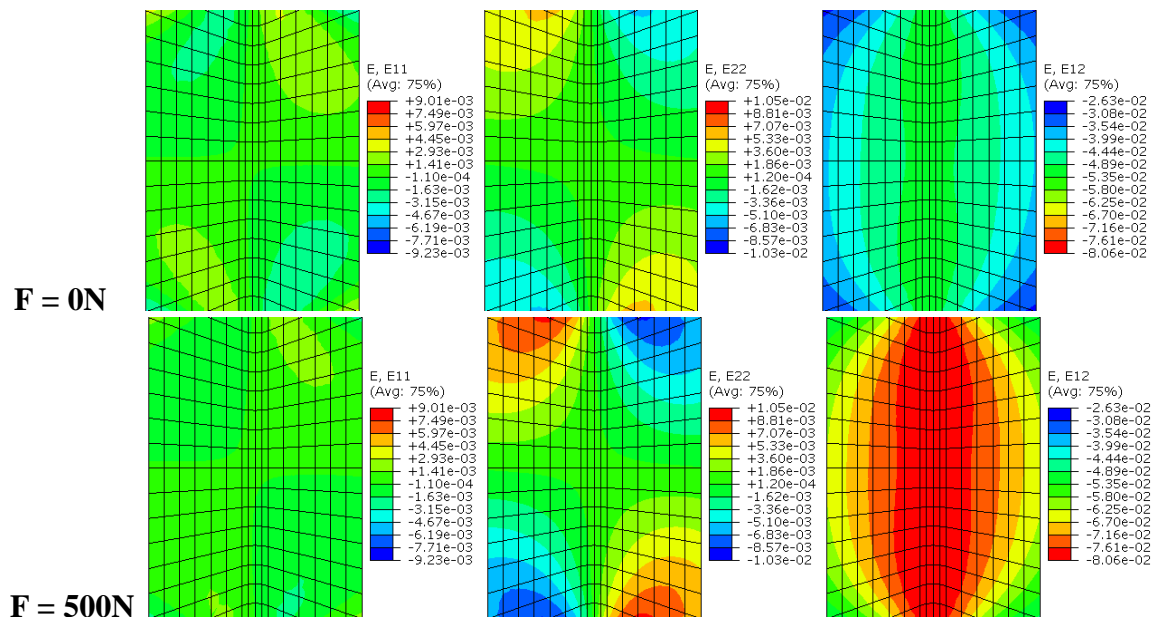 E, E11
(Avg: 75%)
+9.01e-03
+7.49e-03
+5.97e-03
+4.45e-03
+2.93e-03
+1.41e-03
-1.10e-04
-1.63e-03
-3.15e-03
-4.67e-03
-6.19e-03
-7.71e-03
-9.23e-03
E, E22
(Avg: 75%)
+1.05e-02
+8.81e-03
+7.07e-03
+5.33e-03
+3.60e-03
+1.86e-03
+1.20e-04
-1.62e-03
-3.36e-03
-5.10e-03
-6.83e-03
-8.57e-03
-1.03e-02
E, E12
(Avg: 75%)
-2.63e-02
-3.08e-02
-3.54e-02
-3.99e-02
-4.44e-02
-4.89e-02
-5.35e-02
-5.80e-02
-6.25e-02
-6.70e-02
-7.16e-02
-7.61e-02
-8.06e-02
F = 0N
E, E11
(Avg: 75%)
+9.01e-03
+7.49e-03
+5.97e-03
+4.45e-03
+2.93e-03
+1.41e-03
-1.10e-04
-1.63e-03
-3.15e-03
-4.67e-03
-6.19e-03
-7.71e-03
-9.23e-03
E, E22
(Avg: 75%)
+1.05e-02
+8.81e-03
+7.07e-03
+5.33e-03
+3.60e-03
+1.86e-03
+1.20e-04
-1.62e-03
-3.36e-03
-5.10e-03
-6.83e-03
-8.57e-03
-1.03e-02
E, E12
(Avg: 75%)
-2.63e-02
-3.08e-02
-3.54e-02
-3.99e-02
-4.44e-02
-4.89e-02
-5.35e-02
-5.80e-02
-6.25e-02
-6.70e-02
-7.16e-02
-7.61e-02
-8.06e-02
F = 500N